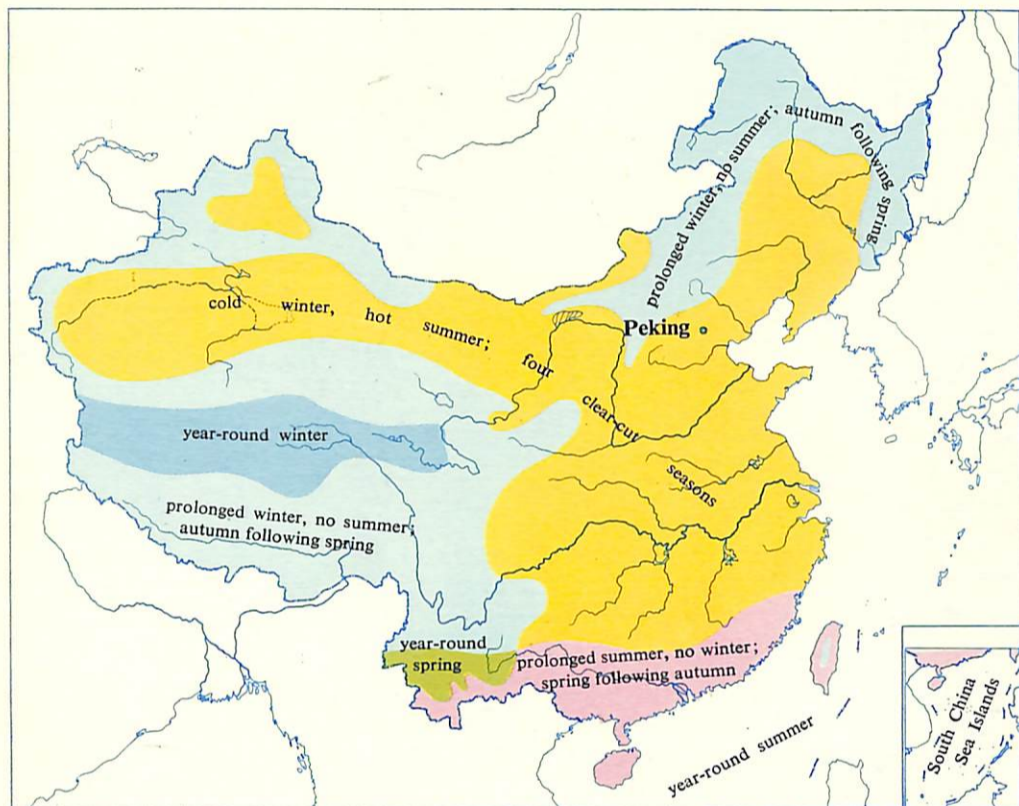 prolonged winter, no summer; autumn following spring
cold winter, hot summer; four clear-cut seasons
Peking
year-round winter
prolonged winter, no summer;
autumn following spring
year-round
spring
prolonged summer, no winter;
spring following autumn
year-round summer
South China
Sea Islands